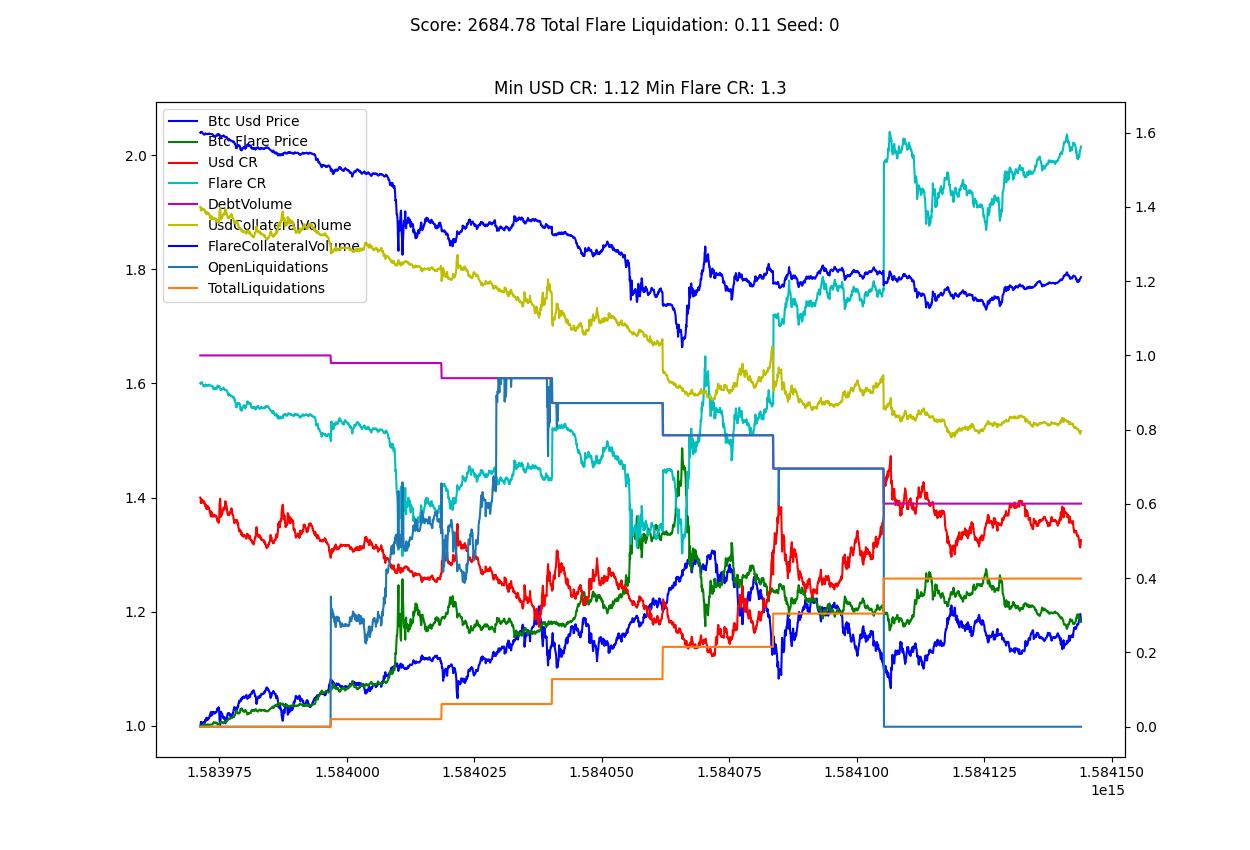 Score: 2684.78 Total Flare Liquidation: 0.11 Seed: 0
Min USD CR: 1.12 Min Flare CR: 1.3
Btc Usd Price
Btc Flare Price
Usd CR
Flare CR
DebtVolume
UsdCollateralVolume
FlareCollateralVolume
OpenLiquidations
TotalLiquidations
2.0
1.8
1.6
1.4
1.2
1.0
1.6
1.4
1.2
1.0
0.8
0.6
0.4
0.2
0.0
1.583975 1.584000 1.584025 1.584050 1.584075 1.584100 1.584125 1.584150
1e15